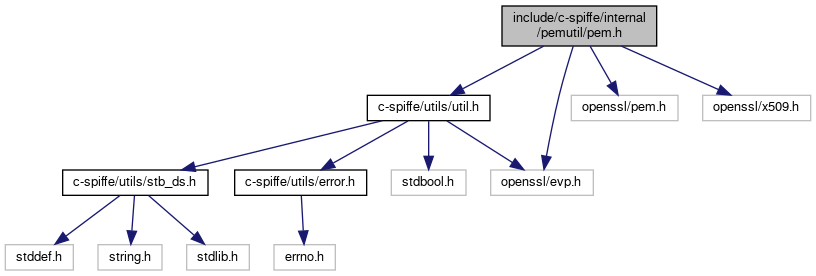 include/c-spiffe/internal
/pemutil/pem.h
c-spiffe/utils/util.h
openssl/pem.h
openssl/x509.h
c-spiffe/utils/stb_ds.h
c-spiffe/utils/error.h
stdbool.h
openssl/evp.h
stddef.h
string.h
stdlib.h
errno.h